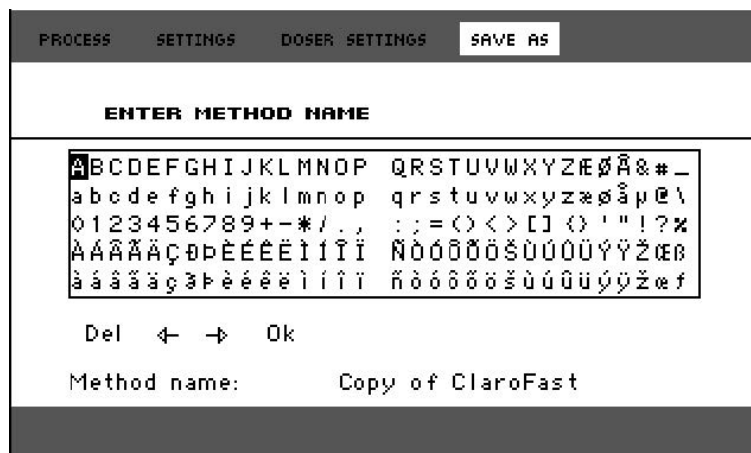 PROCESS SETTINGS DOSER SETTINGS SAVE AS
ENTER METHOD NAME
ABCDEFGHIJKLMNOP QRSTUVWXYZÆØÅ&#_
abcdefghijklmnop qrstuvwxyzæøåµ@\
0123456789+-*/., :;=()<>[]{}'"!?%
ÀÁÂÃÄÇÐÞÈÉÊËÌÍÎÏ ÑÒÓÔÕÖŠÙÚÛÜÝŸŽŒß
àáâãäç3þèéêëìíîï ñòóôõöšùúûüýÿžœƒ
Del Ok
Method name: Copy of ClaroFast